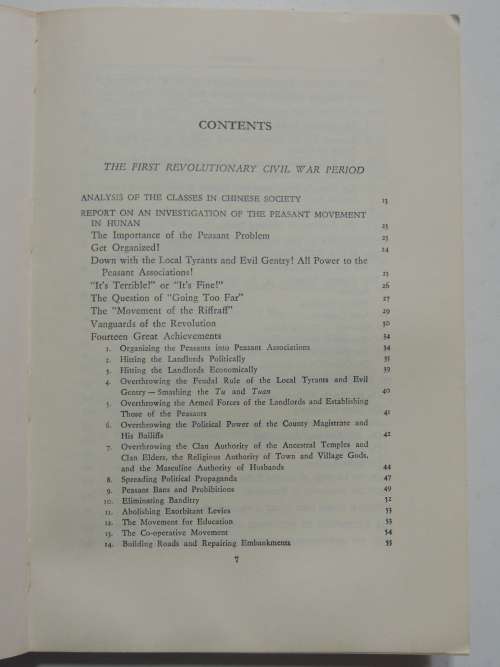 CONTENTS
THE FIRST REVOLUTIONARY CIVIL WAR PERIOD
ANALYSIS OF THE CLASSES IN CHINESE SOCIETY 13
REPORT ON AN INVESTIGATION OF THE PEASANT MOVEMENT
IN HUNAN 23
The Importance of the Peasant Problem 23
Get Organized! 24
Down with the Local Tyrants and Evil Gentry! All Power to the
Peasant Associations! 25
"It's Terrible!" or "It's Fine!" 26
The Question of "Going Too Far" 27
The "Movement of the Riffraff" 29
Vanguards of the Revolution 30
Fourteen Great Achievements 34
1. Organizing the Peasants into Peasant Associations 34
2. Hitting the Landlords Politically 35
3. Hitting the Landlords Economically 39
4. Overthrowing the Feudal Rule of the Local Tyrants and Evil
Gentry — Smashing the Tu and Tuan 40
5. Overthrowing the Armed Forces of the Landlords and Establishing
Those of the Peasants 41
6. Overthrowing the Political Power of the County Magistrate and
His Bailiffs 42
7. Overthrowing the Clan Authority of the Ancestral Temples and
Clan Elders, the Religious Authority of Town and Village Gods,
and the Masculine Authority of Husbands 44
8. Spreading Political Propaganda 47
9. Peasant Bans and Prohibitions 49
10. Eliminating Banditry 52
11. Abolishing Exorbitant Levies 53
12. The Movement for Education 53
13. The Co-operative Movement 54
14. Building Roads and Repairing Embankments 55
7